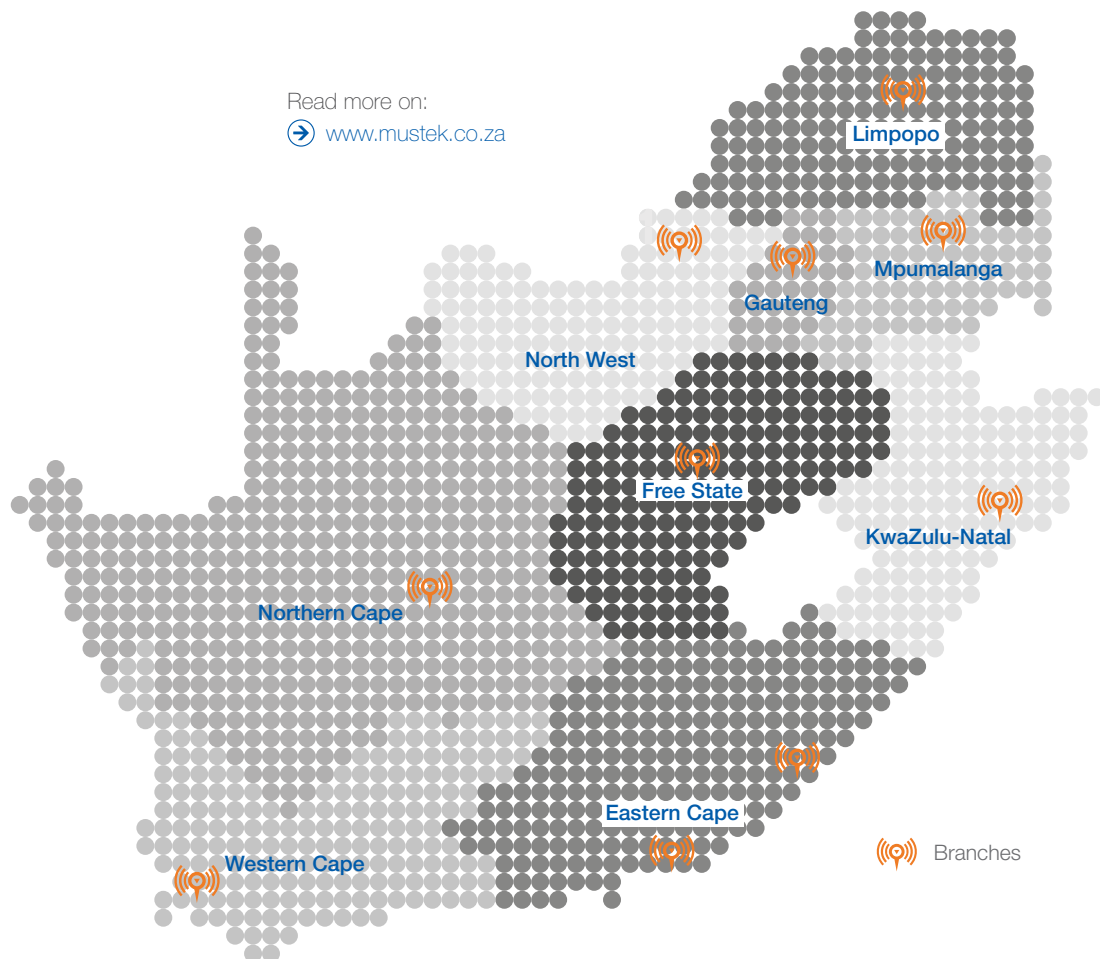 Read more on:
www.mustek.co.za
Limpopo
Mpumalanga
Gauteng
North West
Free State
KwaZulu-Natal
Northern Cape
Eastern Cape
Western Cape
Branches